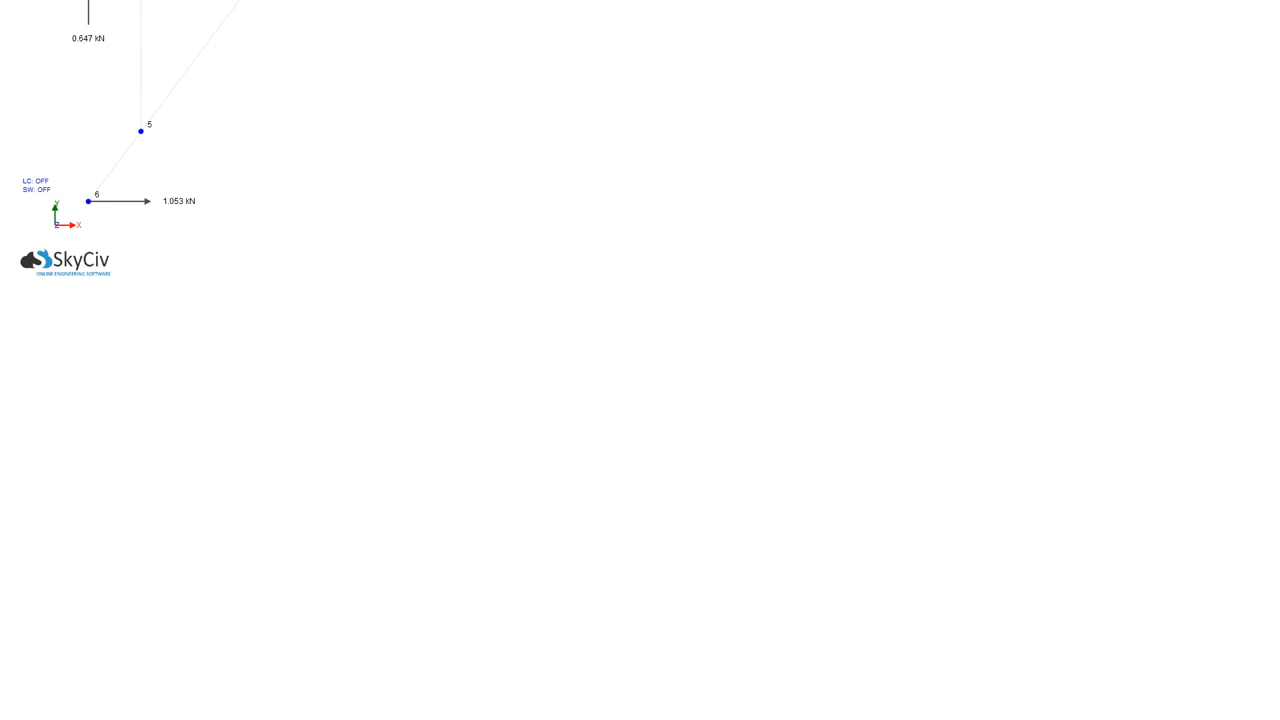 0.647 kN
5
LC: OFF
SW: OFF
6
1.053 kN
Y
Z
X
SkyCiv
ONLINE ENGINEERING SOFTWARE